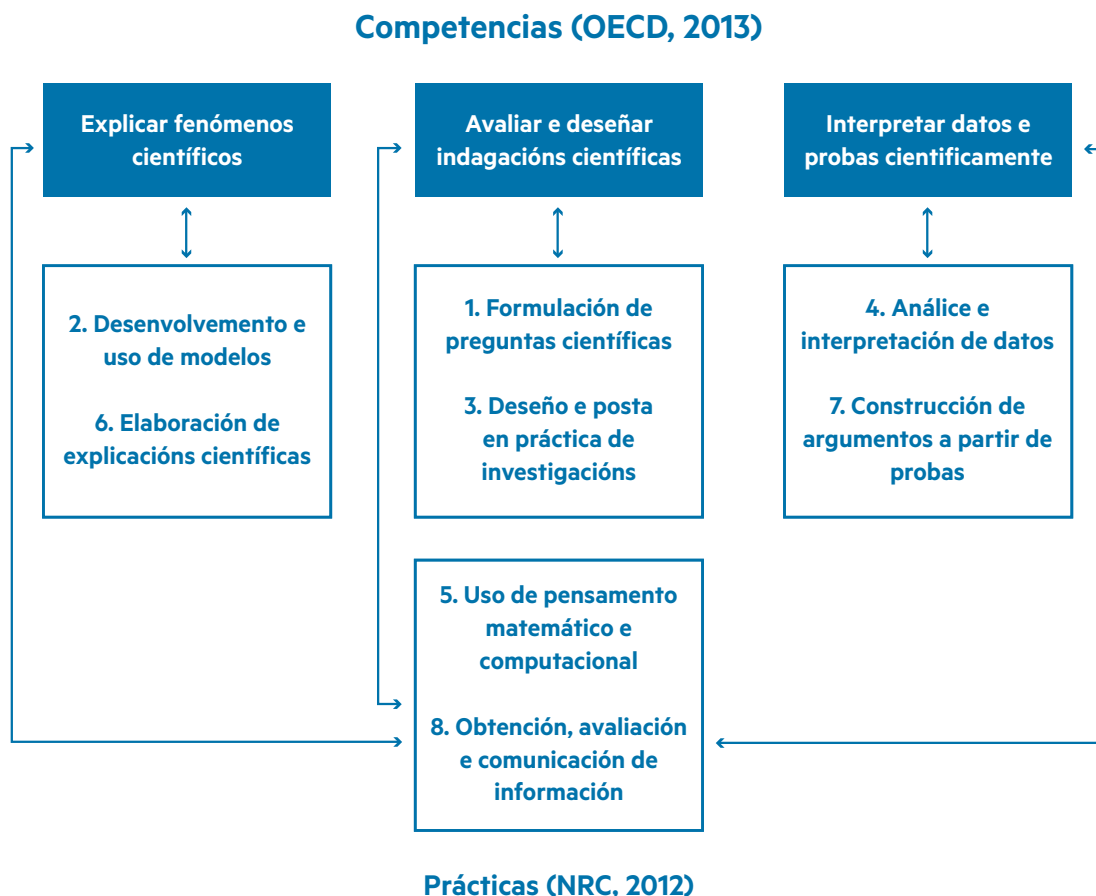 Competencias (OECD, 2013)
Explicar fenómenos
científicos
Avaliar e deseñar
indagacións científicas
Interpretar datos e
probas cientificamente
2. Desenvolvemento e
uso de modelos
6. Elaboración de
explicacións científicas
1. Formulación de
preguntas científicas
3. Deseño e posta
en práctica de
investigacións
4. Análice e
interpretación de datos
7. Construcción de
argumentos a partir de
probas
5. Uso de pensamento
matemático e
computacional
8. Obtención, avaliación
e comunicación de
información
Prácticas (NRC, 2012)